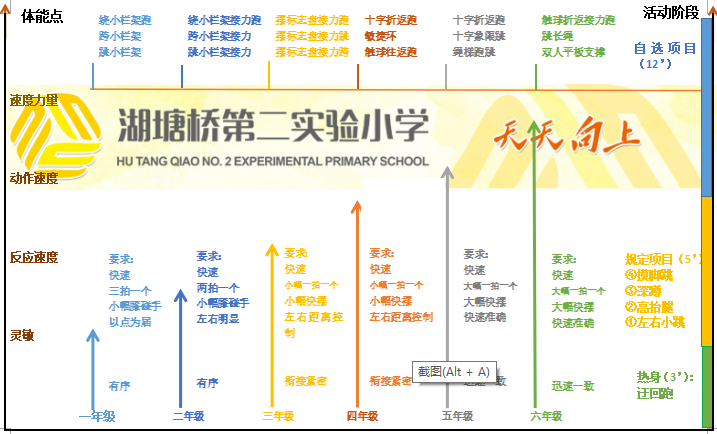 体能点
活动阶段
绕小栏架跑
跨小栏架
跳小栏架
绕小栏架接力跑
跨小栏架接力
跳小栏架接力
摆标志盘接力跑
摆标志盘接力跳
摆标志盘接力跨
十字折返跑
敏捷环
触球往返跑
十字折返跑
十字象限跳
绳梯跑跳
触球折返接力跑
跳长绳
双人平板支撑
自选项目
（12’）
速度力量
湖塘桥第二实验小学
HU TANG QIAO NO. 2 EXPERIMENTAL PRIMARY SCHOOL
天天向上
动作速度
反应速度
灵敏
要求:
快速
三拍一个
小幅膝碰手
以点为届
有序
要求:
快速
两拍一个
小幅膝碰手
左右明显
有序
要求:
快速
小嘴一拍一个
小幅快摆
左右距离控
制
衔接紧密
要求:
快速
小嘴一拍一个
小幅快摆
左右距离控制
衔接紧密
要求:
快速
大嘴一拍一个
大幅快摆
快速准确
一致
要求:
快速
大嘴一拍一个
大幅快摆
快速准确
迅速一致
规定项目（5’）
④摸脚跳
③深蹲
②高抬腿
①左右小跳
热身（3’）:
迂回跑
截图(Alt + A)
一年级
二年级
三年级
四年级
五年级
六年级